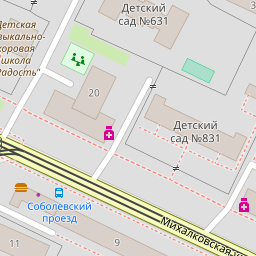 Детский
сад №631
Детская
музыкально-
хоровая
школа
"Радость"
20
Детский
сад №831
Соболевский
проезд
Михалковская
11
9